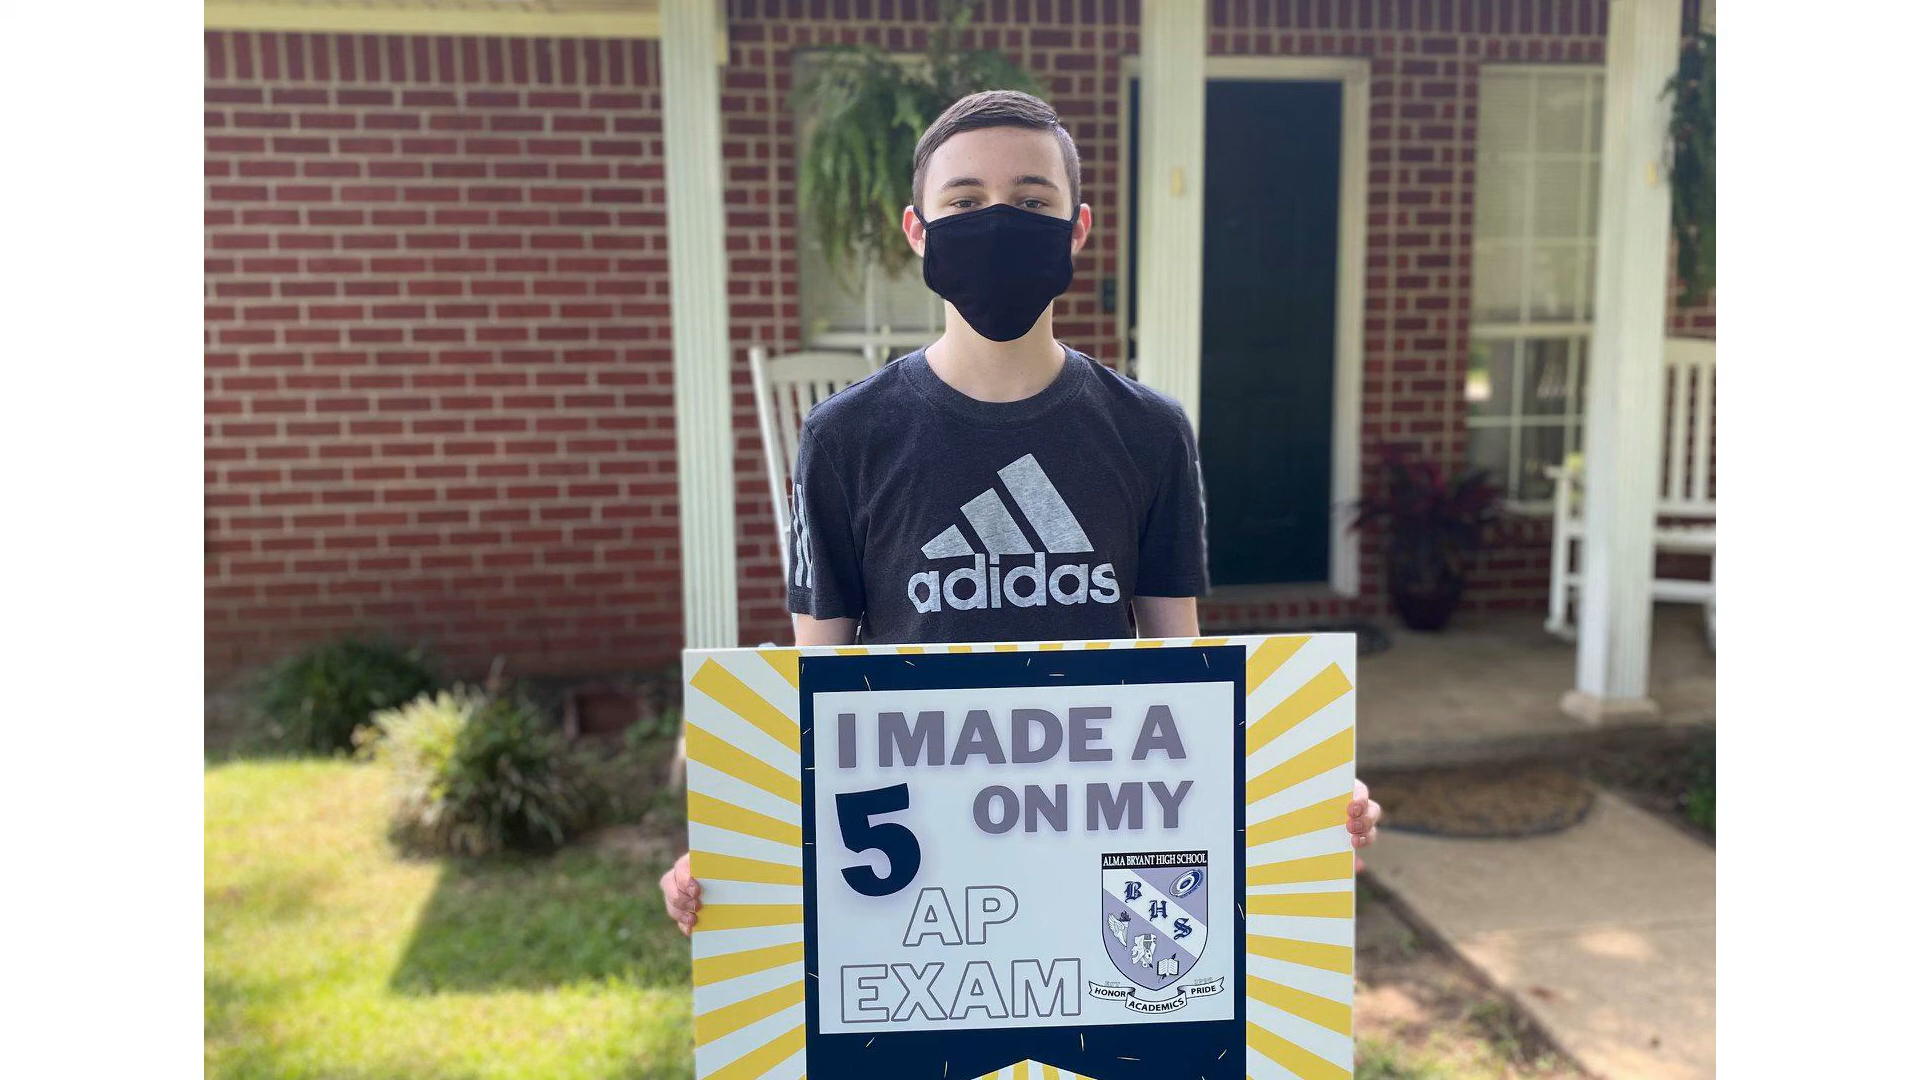 adidas
I MADE A
5 ON MY
AP
EXAM
ALMA BRYANT HIGH SCHOOL
B
H
S
HONOR ACADEMICS PRIDE